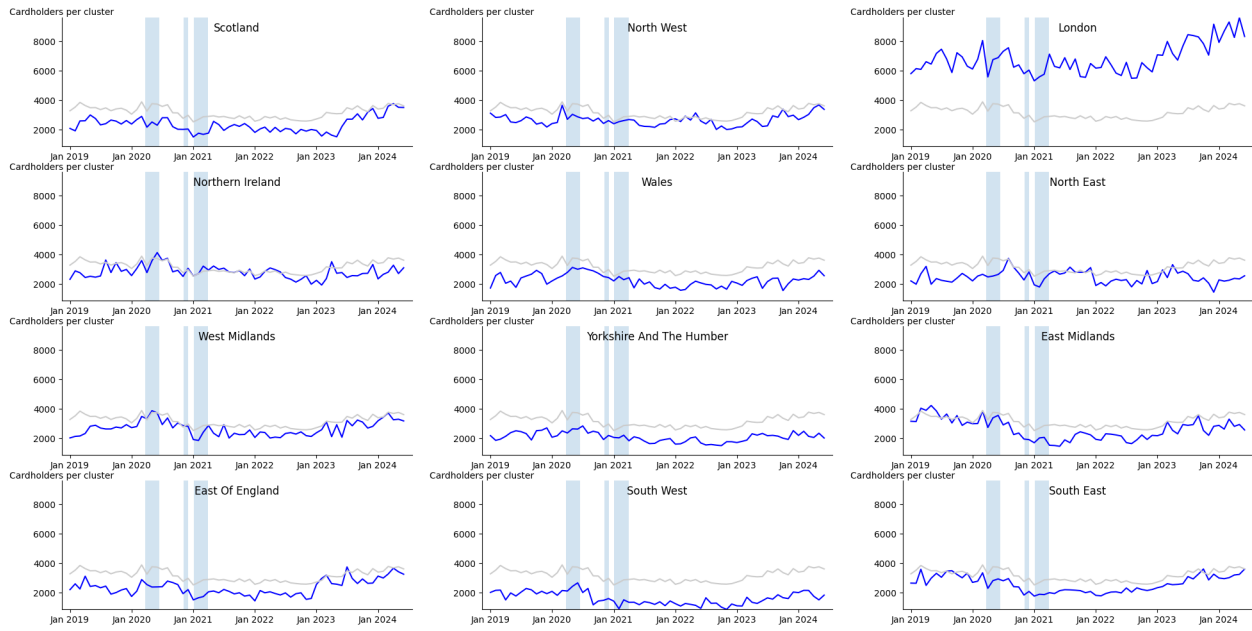 Cardholders per cluster Cardholders per cluster Cardholders per cluster
Scotland North West London
8000 8000 8000
6000 6000 6000
4000 4000 4000
2000 2000 2000
Jan 2019 Jan 2020 Jan 2021 Jan 2022 Jan 2023 Jan 2024 Jan 2019 Jan 2020 Jan 2021 Jan 2022 Jan 2023 Jan 2024 Jan 2019 Jan 2020 Jan 2021 Jan 2022 Jan 2023 Jan 2024
Cardholders per cluster Cardholders per cluster Cardholders per cluster
Northern Ireland Wales North East
8000 8000 8000
6000 6000 6000
4000 4000 4000
2000 2000 2000
Jan 2019 Jan 2020 Jan 2021 Jan 2022 Jan 2023 Jan 2024 Jan 2019 Jan 2020 Jan 2021 Jan 2022 Jan 2023 Jan 2024 Jan 2019 Jan 2020 Jan 2021 Jan 2022 Jan 2023 Jan 2024
Cardholders per cluster Cardholders per cluster Cardholders per cluster
West Midlands Yorkshire And The Humber East Midlands
8000 8000 8000
6000 6000 6000
4000 4000 4000
2000 2000 2000
Jan 2019 Jan 2020 Jan 2021 Jan 2022 Jan 2023 Jan 2024 Jan 2019 Jan 2020 Jan 2021 Jan 2022 Jan 2023 Jan 2024 Jan 2019 Jan 2020 Jan 2021 Jan 2022 Jan 2023 Jan 2024
Cardholders per cluster Cardholders per cluster Cardholders per cluster
East Of England South West South East
8000 8000 8000
6000 6000 6000
4000 4000 4000
2000 2000 2000
Jan 2019 Jan 2020 Jan 2021 Jan 2022 Jan 2023 Jan 2024 Jan 2019 Jan 2020 Jan 2021 Jan 2022 Jan 2023 Jan 2024 Jan 2019 Jan 2020 Jan 2021 Jan 2022 Jan 2023 Jan 2024